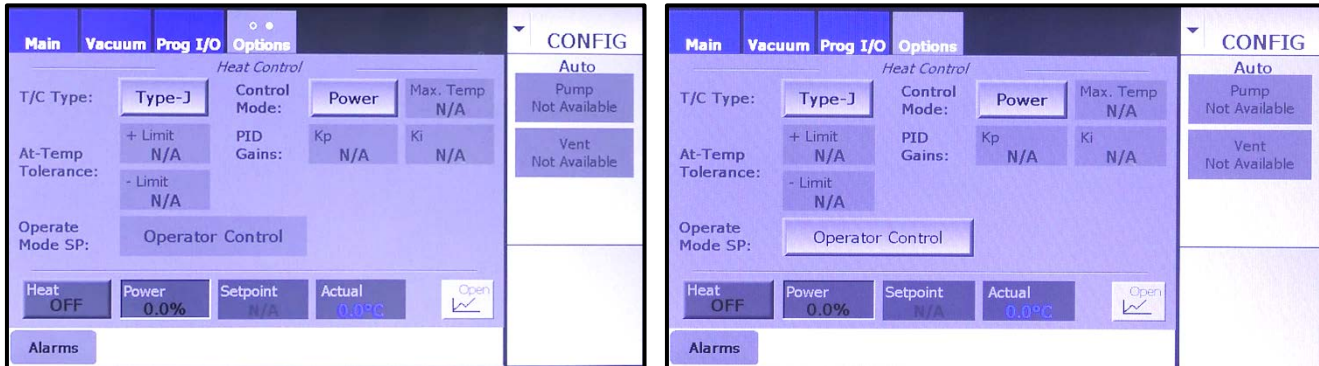 Main Vacuum Prog I/O Options
CONFIG
Heat Control
Auto
T/C Type: Type-J Control Mode: Power Max. Temp N/A
Pump
Not Available
At-Temp Tolerance: + Limit N/A PID Gains: Kp N/A Ki N/A
Vent
Not Available
- Limit
N/A
Operate Mode SP: Operator Control
Heat OFF Power 0.0% Setpoint N/A Actual 0.0°C Open
Alarms
Main Vacuum Prog I/O Options
CONFIG
Heat Control
Auto
T/C Type: Type-J Control Mode: Power Max. Temp N/A
Pump
Not Available
At-Temp Tolerance: + Limit N/A PID Gains: Kp N/A Ki N/A
Vent
Not Available
- Limit
N/A
Operate Mode SP: Operator Control
Heat OFF Power 0.0% Setpoint N/A Actual 0.0°C Open
Alarms